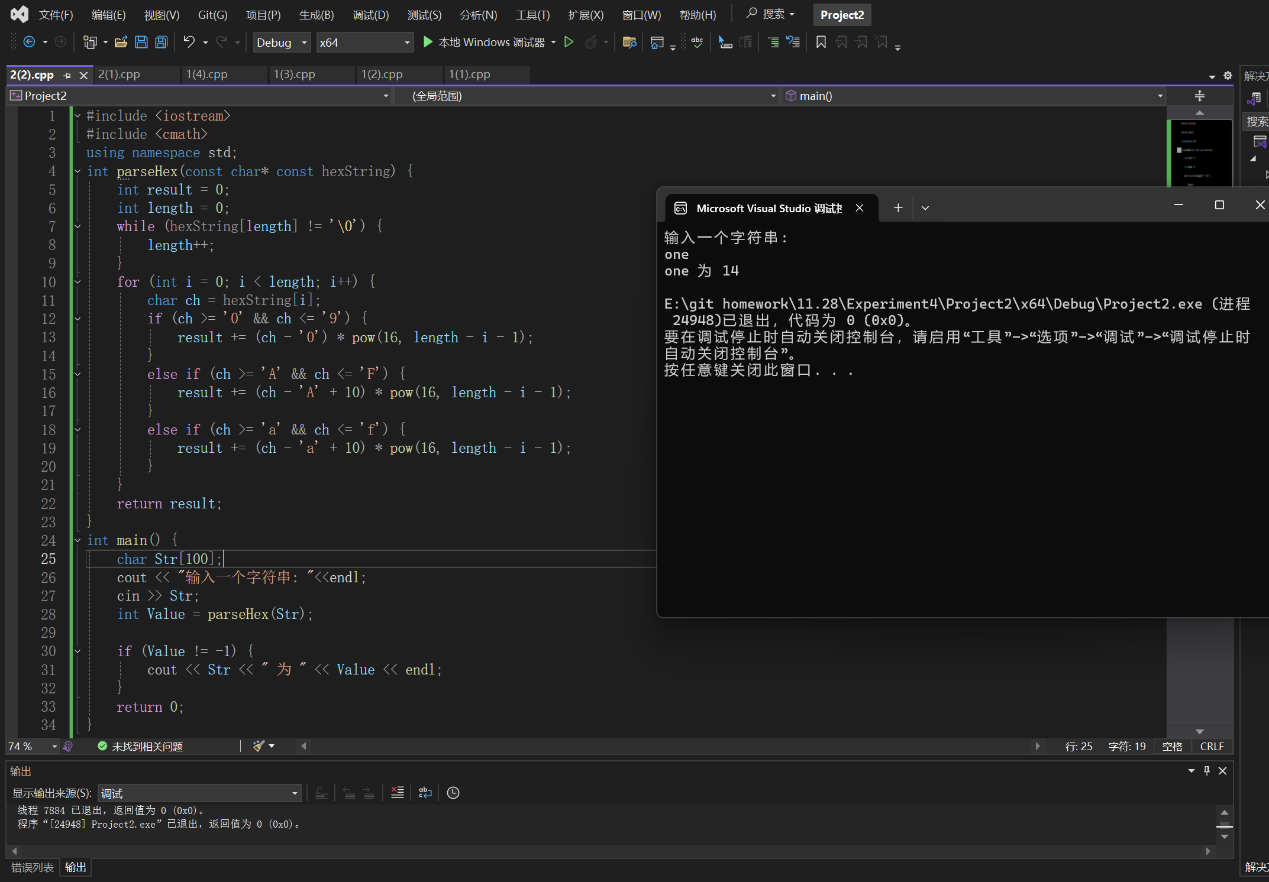 文件(F) 编辑(E) 视图(V) Git(G) 项目(P) 生成(B) 调试(D) 测试(S) 分析(N) 工具(T) 扩展(X) 窗口(W) 帮助(H) 搜索 Project2
Debug x64 本地 Windows 调试器
2(2).cpp 2(1).cpp 1(4).cpp 1(3).cpp 1(2).cpp 1(1).cpp
Project2 (全局范围) main()
1 #include <iostream>
2 #include <cmath>
3 using namespace std;
4 int parseHex(const char* const hexString) {
5 int result = 0;
6 int length = 0;
7 while (hexString[length] != '\0') {
8 length++;
9 }
10 for (int i = 0; i < length; i++) {
11 char ch = hexString[i];
12 if (ch >= '0' && ch <= '9') {
13 result += (ch - '0') * pow(16, length - i - 1);
14 }
15 else if (ch >= 'A' && ch <= 'F') {
16 result += (ch - 'A' + 10) * pow(16, length - i - 1);
17 }
18 else if (ch >= 'a' && ch <= 'f') {
19 result += (ch - 'a' + 10) * pow(16, length - i - 1);
20 }
21 }
22 return result;
23 }
24 int main() {
25 char Str[100];
26 cout << "输入一个字符串: "<<endl;
27 cin >> Str;
28 int Value = parseHex(Str);
29
30 if (Value != -1) {
31 cout << Str << " 为 " << Value << endl;
32 }
33 return 0;
34 }
Microsoft Visual Studio 调试
输入一个字符串:
one
one 为 14
E:\git homework\11.28\Experiment4\Project2\x64\Debug\Project2.exe (进程
24948)已退出，代码为 0 (0x0)。
要在调试停止时自动关闭控制台，请启用“工具”->“选项”->“调试”->“调试停止时
自动关闭控制台”。
按任意键关闭此窗口. . .
解决
搜索
74 % 未找到相关问题 行: 25 字符: 19 空格 CRLF
输出
显示输出来源(S): 调试
线程 7884 已退出，返回值为 0 (0x0)。
程序“[24948] Project2.exe”已退出，返回值为 0 (0x0)。
错误列表 输出 解决